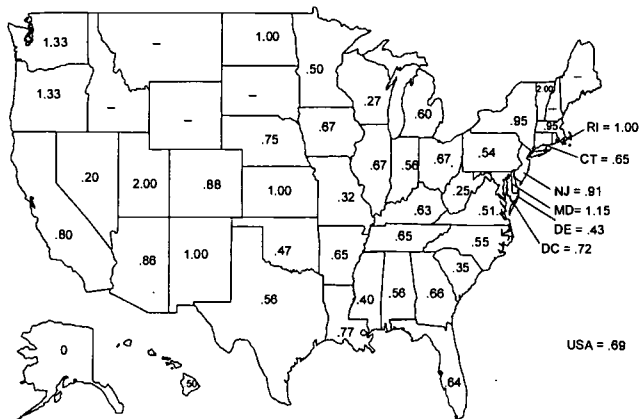 1.33 – 1.00 .50 2.00 –
1.33 – – .27 .60 .95 – .95
RI = 1.00
.75 .67 .54
CT = .65
.20 2.00 .88 1.00 .32 .67 .56 .67 .25
NJ = .91
MD = 1.15
.80 .63 .51
DE = .43
DC = .72
.86 1.00 .47 .65 .65 .55
.56 .40 .56 .66 .35
.77
USA = .69
0 .50 .64